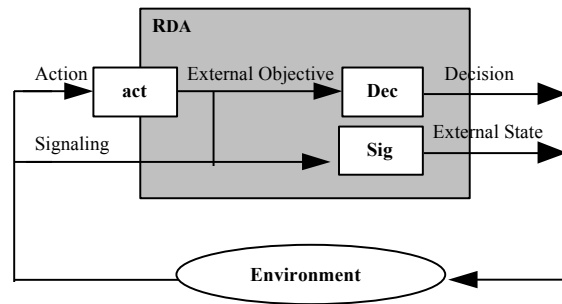 RDA
Action
act
External Objective
Dec
Decision
Signaling
Sig
External State
Environment